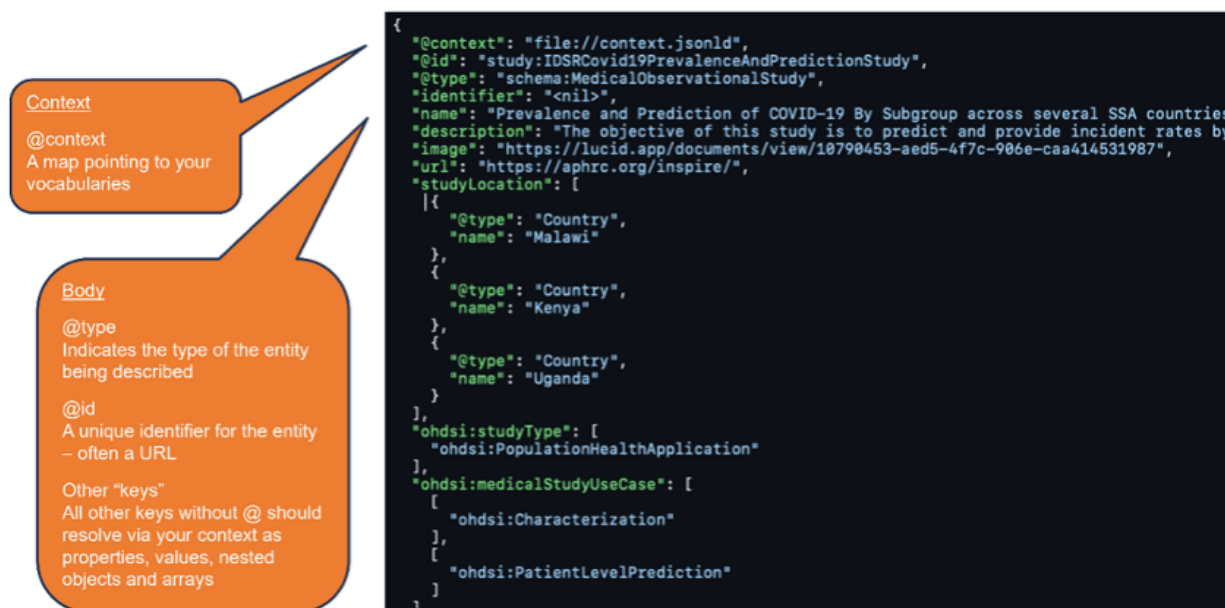 Context
@context
A map pointing to your
vocabularies
Body
@type
Indicates the type of the entity
being described
@id
A unique identifier for the entity
– often a URL
Other “keys”
All other keys without @ should
resolve via your context as
properties, values, nested
objects and arrays
{
"@context": "file://context.jsonld",
"@id": "study:IDSRCovid19PrevalenceAndPredictionStudy",
"@type": "schema:MedicalObservationalStudy",
"identifier": "<nil>",
"name": "Prevalence and Prediction of COVID-19 By Subgroup across several SSA countries
"description": "The objective of this study is to predict and provide incident rates by
"image": "https://lucid.app/documents/view/10790453-aed5-4f7c-906e-caa414531987",
"url": "https://aphrc.org/inspire/",
"studyLocation": [
{
"@type": "Country",
"name": "Malawi"
},
{
"@type": "Country",
"name": "Kenya"
},
{
"@type": "Country",
"name": "Uganda"
}
],
"ohdsi:studyType": [
"ohdsi:PopulationHealthApplication"
],
"ohdsi:medicalStudyUseCase": [
[
"ohdsi:Characterization"
],
[
"ohdsi:PatientLevelPrediction"
]
]